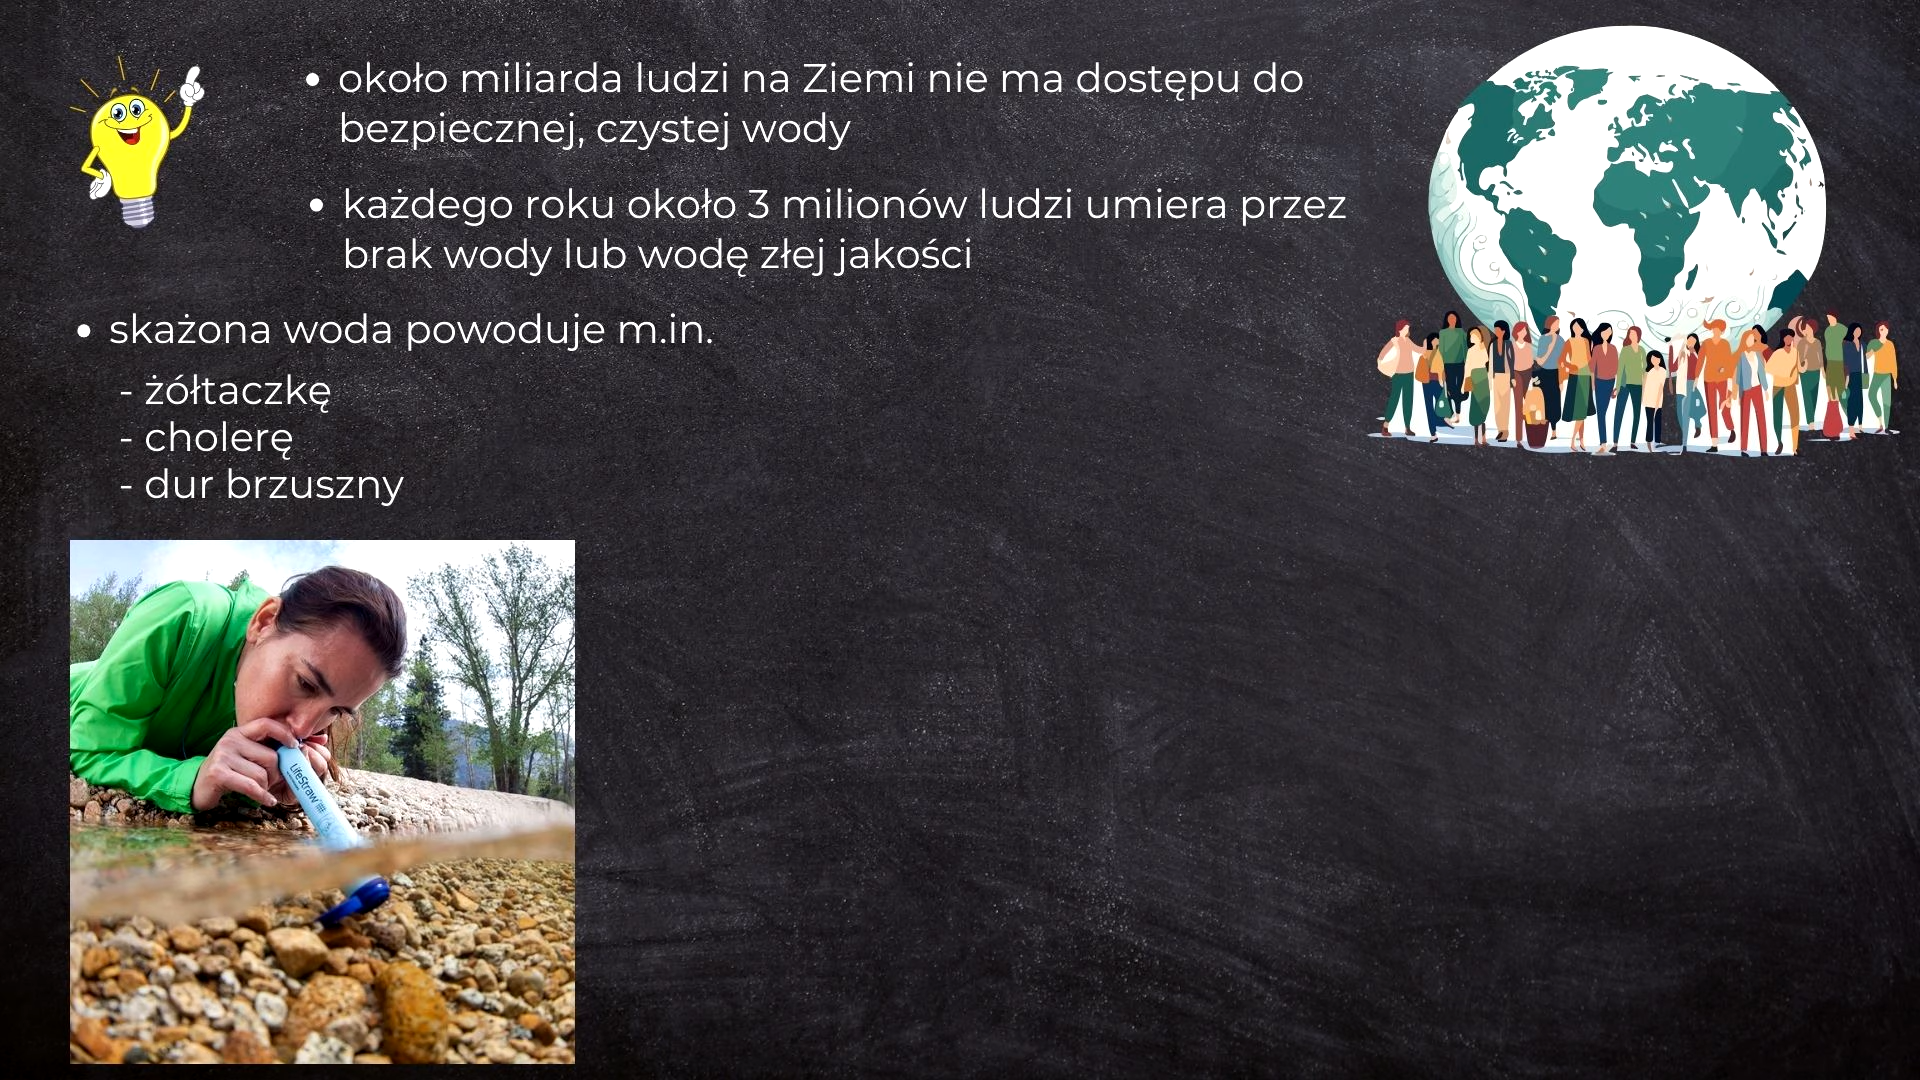 • około miliarda ludzi na Ziemi nie ma dostępu do
bezpiecznej, czystej wody
• każdego roku około 3 milionów ludzi umiera przez
brak wody lub wodę złej jakości
• skażona woda powoduje m.in.
- żółtaczkę
- cholerę
- dur brzuszny
LifeStraw